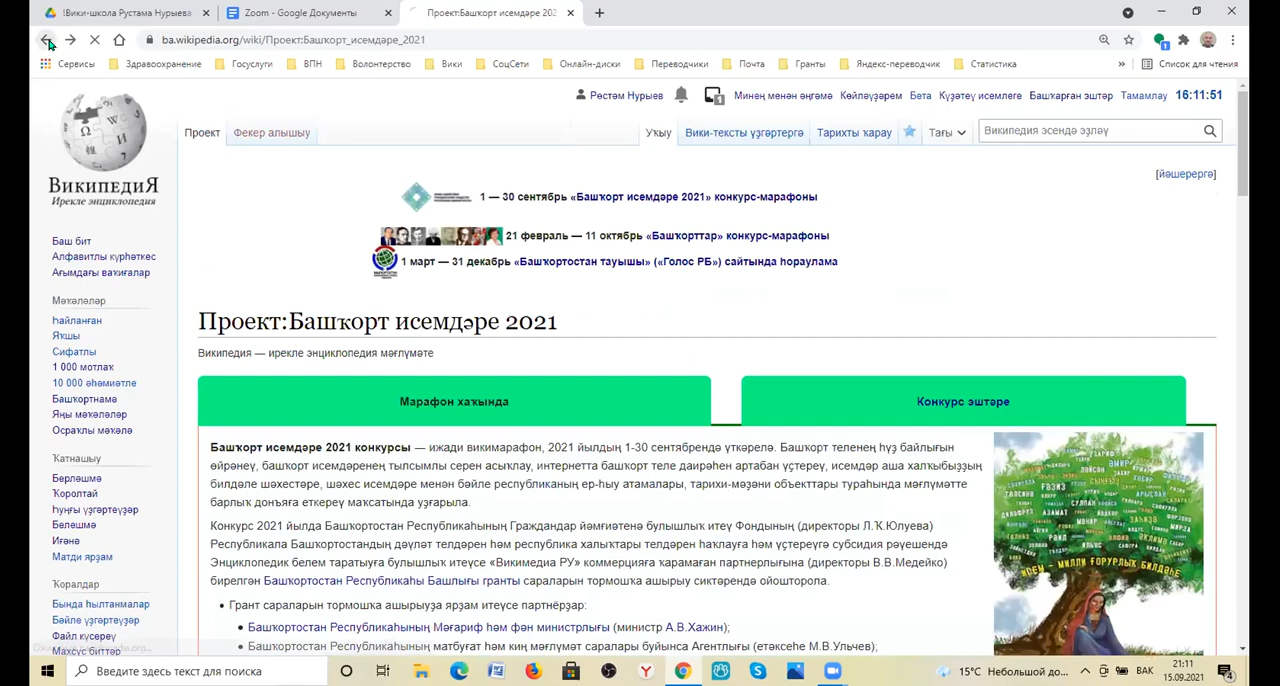 !Вики-школа Рустама Нурыева
Zoom - Google Документы
Проект:Башҡорт исемдәре 202
ba.wikipedia.org/wiki/Проект:Башҡорт_исемдәре_2021
Сервисы Здравоохранение Госуслуги ВПН Волонтерство Вики СоцСети Онлайн-диски Переводчики Почта Гранты Яндекс-переводчик Статистика » Список для чтения
Рөстәм Нурыев 1 Минең менән әңгәмә Көйләүҙәрем Бета Күҙәтеү исемлеге Башҡарған эштәр Тамамлау 16:11:51
Проект Фекер алышыу Уҡыу Вики-тексты үҙгәртергә Тарихты ҡарау Тағы Википедия эсендә эҙләү
ВикипедиЯ
Ирекле энциклопедия
[йәшерергә]
1 — 30 сентябрь «Башҡорт исемдәре 2021» конкурс-марафоны
21 февраль — 11 октябрь «Башҡорттар» конкурс-марафоны
1 март — 31 декабрь «Башҡортостан тауышы» («Голос РБ») сайтында һораулама
Баш бит
Алфавитлы күрһәткес
Ағымдағы ваҡиғалар
Мәҡәләләр
Һайланған
Яҡшы
Сифатлы
1 000 мотлаҡ
10 000 әһәмиәтле
Башҡортнамә
Яңы мәҡәләләр
Осраҡлы мәҡәлә
Ҡатнашыу
Берләшмә
Ҡоролтай
Һуңғы үҙгәртеүҙәр
Белешмә
Иғәнә
Матди ярҙам
Ҡоралдар
Бында һылтанмалар
Бәйле үҙгәртеүҙәр
Файл күсереү
Махсус биттәр
Проект:Башҡорт исемдәре 2021
Википедия — ирекле энциклопедия мәғлүмәте
Марафон хаҡында
Конкурс эштәре
Башҡорт исемдәре 2021 конкурсы — ижади викимарафон, 2021 йылдың 1-30 сентябрендә үткәрелә. Башҡорт теленең һүҙ байлығын
өйрәнеү, башҡорт исемдәренең тылсымлы серен асыҡлау, интернетта башҡорт теле даирәһен артабан үҫтереү, исемдәр аша халҡыбыҙҙың
билдәле шәхестәре, шәхес исемдәре менән бәйле республиканың ер-һыу атамалары, тарихи-мәҙәни объекттары тураһында мәғлүмәтте
барлыҡ донъяға еткереү маҡсатында уҙғарыла.
Конкурс 2021 йылда Башҡортостан Республикаһының Граждандар йәмғиәтенә булышлыҡ итеү Фондының (директоры Л.Ҡ.Юлуева)
Республикала Башҡортостандың дәүләт телдәрен һәм республика халыҡтары телдәрен һаҡлауға һәм үҫтереүгә субсидия рәүешендә
Энциклопедик белем таратыуға булышлыҡ итеүсе «Викимедиа РУ» коммерцияға ҡарамаған партнерлығына (директоры В.В.Медейко)
бирелгән Башҡортостан Республикаһы Башлығы гранты сараларын тормошҡа ашырыу сиктәрендә ойошторола.
• Грант сараларын тормошҡа ашырыуҙа ярҙам итеүсе партнёрҙар:
• Башҡортостан Республикаһының Мәғариф һәм фән министрлығы (министр А.В.Хажин);
• Башҡортостан Республикаһының матбуғат һәм киң мәғлүмәт саралары буйынса Агентлығы (етәксеһе М.В.Ульчев);
ИСЕМ - МИЛЛИ ҒОРУРЛЫҠ БИЛДӘҺЕ
Введите здесь текст для поиска
15°C Небольшой до... ВАК 21:11
15.09.2021 4